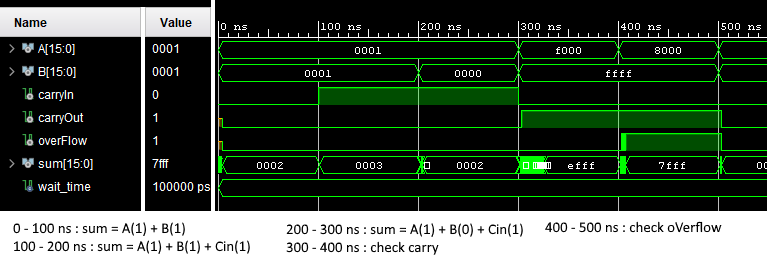 Name Value 0 ns 100 ns 200 ns 300 ns 400 ns 500 ns
A[15:0] 0001 0001 f000 8000
B[15:0] 0001 0001 0000 ffff
carryIn 0
carryOut 1
overFlow 1
sum[15:0] 7fff 0002 0003 0002 efff 7fff 00
wait_time 100000 ps
0 - 100 ns : sum = A(1) + B(1)
100 - 200 ns : sum = A(1) + B(1) + Cin(1)
200 - 300 ns : sum = A(1) + B(0) + Cin(1)
300 - 400 ns : check carry
400 - 500 ns : check oVerflow